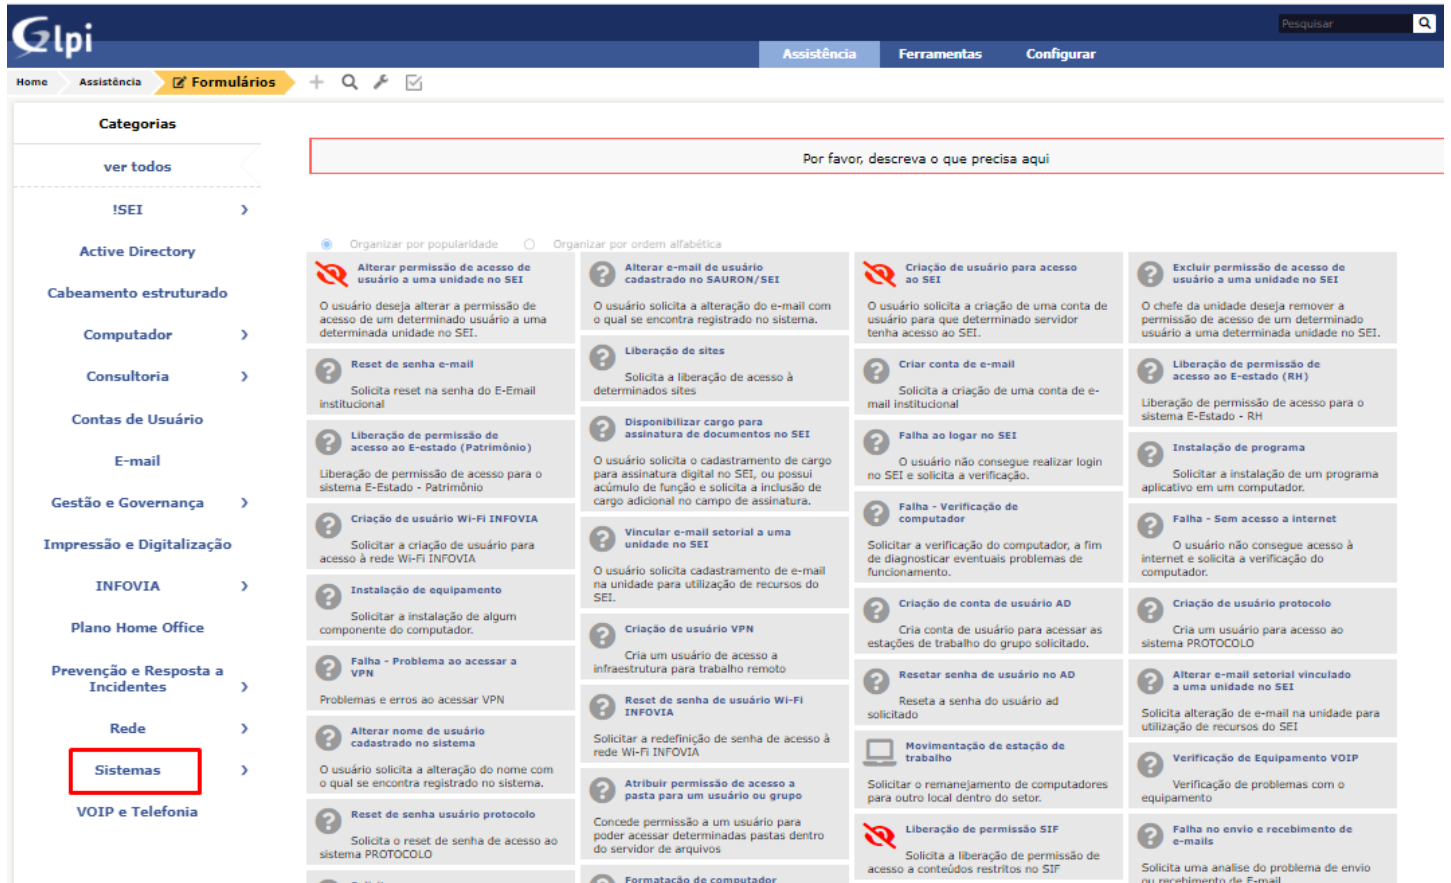 Glpi
Pesquisar
Assistência
Ferramentas
Configurar
Home
Assistência
Formulários
Categorias
ver todos
!SEI
Active Directory
Cabeamento estruturado
Computador
Consultoria
Contas de Usuário
E-mail
Gestão e Governança
Impressão e Digitalização
INFOVIA
Plano Home Office
Prevenção e Resposta a
Incidentes
Rede
Sistemas
VOIP e Telefonia
Por favor, descreva o que precisa aqui
Organizar por popularidade
Organizar por ordem alfabética
Alterar permissão de acesso de
usuário a uma unidade no SEI
O usuário deseja alterar a permissão de
acesso de um determinado usuário a uma
determinada unidade no SEI.
Reset de senha e-mail
Solicita reset na senha do E-Email
institucional
Liberação de permissão de
acesso ao E-estado (Patrimônio)
Liberação de permissão de acesso para o
sistema E-Estado - Patrimônio
Criação de usuário Wi-Fi INFOVIA
Solicitar a criação de usuário para
acesso à rede Wi-Fi INFOVIA
Instalação de equipamento
Solicitar a instalação de algum
componente do computador.
Falha - Problema ao acessar a
VPN
Problemas e erros ao acessar VPN
Alterar nome de usuário
cadastrado no sistema
O usuário solicita a alteração do nome com
o qual se encontra registrado no sistema.
Reset de senha usuário protocolo
Solicita o reset de senha de acesso ao
sistema PROTOCOLO
Alterar e-mail de usuário
cadastrado no SAURON/SEI
O usuário solicita a alteração do e-mail com
o qual se encontra registrado no sistema.
Liberação de sites
Solicita a liberação de acesso à
determinados sites
Disponibilizar cargo para
assinatura de documentos no SEI
O usuário solicita o cadastramento de cargo
para assinatura digital no SEI, ou possui
acúmulo de função e solicita a inclusão de
cargo adicional no campo de assinatura.
Vincular e-mail setorial a uma
unidade no SEI
O usuário solicita cadastramento de e-mail
na unidade para utilização de recursos do
SEI.
Criação de usuário VPN
Cria um usuário de acesso a
infraestrutura para trabalho remoto
Reset de senha de usuário Wi-Fi
INFOVIA
Solicitar a redefinição de senha de acesso à
rede Wi-Fi INFOVIA
Atribuir permissão de acesso a
pasta para um usuário ou grupo
Concede permissão a um usuário para
poder acessar determinadas pastas dentro
do servidor de arquivos
Formatação de computador
Criação de usuário para acesso
ao SEI
O usuário solicita a criação de uma conta de
usuário para que determinado servidor
tenha acesso ao SEI.
Criar conta de e-mail
Solicita a criação de uma conta de e-
mail institucional
Falha ao logar no SEI
O usuário não consegue realizar login
no SEI e solicita a verificação.
Falha - Verificação de
computador
Solicitar a verificação do computador, a fim
de diagnosticar eventuais problemas de
funcionamento.
Criação de conta de usuário AD
Cria conta de usuário para acessar as
estações de trabalho do grupo solicitado.
Resetar senha de usuário no AD
Reseta a senha do usuário ad
solicitado
Movimentação de estação de
trabalho
Solicitar o remanejamento de computadores
para outro local dentro do setor.
Liberação de permissão SIF
Solicita a liberação de permissão de
acesso a conteúdos restritos no SIF
Excluir permissão de acesso de
usuário a uma unidade no SEI
O chefe da unidade deseja remover a
permissão de acesso de um determinado
usuário a uma determinada unidade no SEI.
Liberação de permissão de
acesso ao E-estado (RH)
Liberação de permissão de acesso para o
sistema E-Estado - RH
Instalação de programa
Solicitar a instalação de um programa
aplicativo em um computador.
Falha - Sem acesso a internet
O usuário não consegue acesso à
internet e solicita a verificação do
computador.
Criação de usuário protocolo
Cria um usuário para acesso ao
sistema PROTOCOLO
Alterar e-mail setorial vinculado
a uma unidade no SEI
Solicita alteração de e-mail na unidade para
utilização de recursos do SEI
Verificação de Equipamento VOIP
Verificação de problemas com o
equipamento
Falha no envio e recebimento de
e-mails
Solicita uma analise do problema de envio
ou recebimento de E-mail